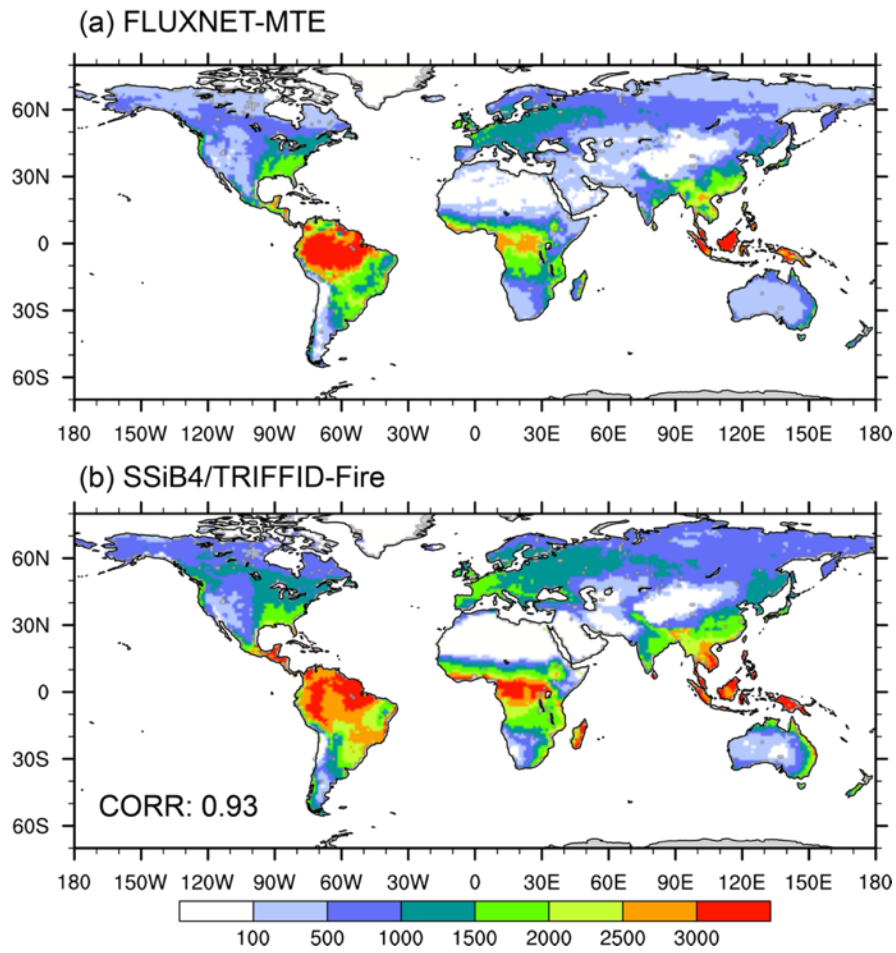 (a) FLUXNET-MTE
60N
30N
0
30S
60S
180 150W 120W 90W 60W 30W 0 30E 60E 90E 120E 150E 180
(b) SSiB4/TRIFFID-Fire
60N
30N
0
30S
CORR: 0.93
60S
180 150W 120W 90W 60W 30W 0 30E 60E 90E 120E 150E 180
100 500 1000 1500 2000 2500 3000